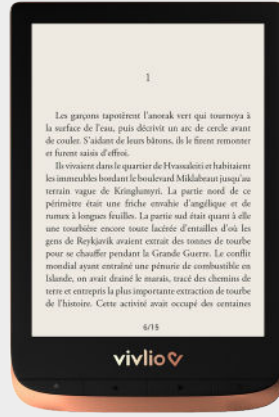 1
Les garçons tapotèrent l'anorak vert qui tournoya à
la surface de l'eau, puis décrivit un arc de cercle avant
de couler. S'aidant de leurs bâtons, ils le firent remonter
et furent saisis d'effroi.
Ils vivaient dans le quartier de Hvassaleiti et habitaient
les immeubles bordant le boulevard Miklabraut jusqu'au
terrain vague de Kringlumyri. La partie nord de ce
périmètre était une friche envahie d'angélique et de
rumex à longues feuilles. La partie sud était quant à elle
une tourbière encore toute lacérée d'entailles d'où les
gens de Reykjavik avaient extrait des tonnes de tourbe
pour se chauffer pendant la Grande Guerre. Le conflit
mondial ayant entraîné une pénurie de combustible en
Islande, on avait drainé le marais, tracé des chemins de
terre et entrepris la plus importante extraction de tourbe
de l'histoire. Cette activité avait occupé des centaines
6/15
vivlio